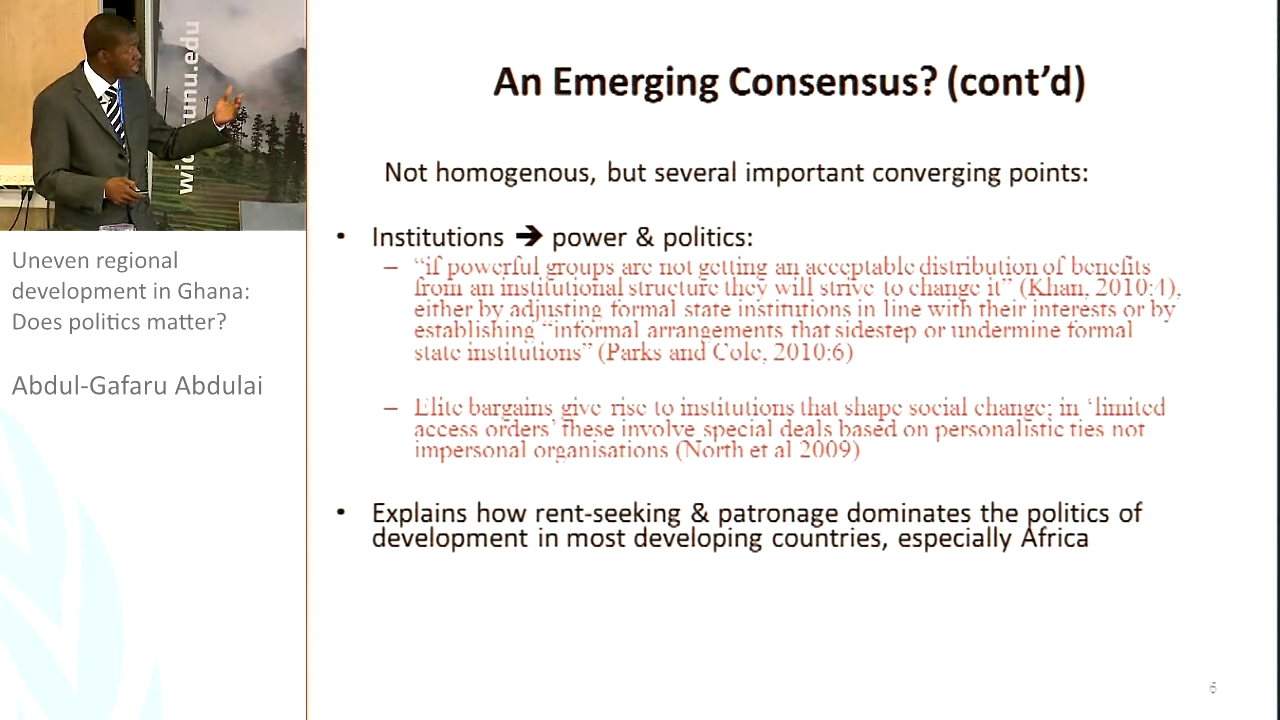 wid
unu.edu
Uneven regional
development in Ghana:
Does politics matter?
Abdul-Gafaru Abdulai
An Emerging Consensus? (cont’d)
Not homogenous, but several important converging points:
• Institutions ➔ power & politics:
– “if powerful groups are not getting an acceptable distribution of benefits
from an institutional structure they will strive to change it” (Khan, 2010:4),
either by adjusting formal state institutions in line with their interests or by
establishing “informal arrangements that sidestep or undermine formal
state institutions” (Parks and Cole, 2010:6)
– Elite bargains give rise to institutions that shape social change; in ‘limited
access orders’ these involve special deals based on personalistic ties not
impersonal organisations (North et al 2009)
• Explains how rent-seeking & patronage dominates the politics of
development in most developing countries, especially Africa
6